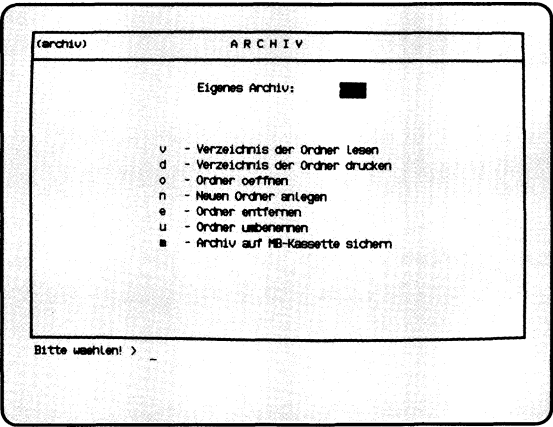 (archiv) ARCHIV
Eigenes Archiv:
v - Verzeichnis der Ordner lesen
d - Verzeichnis der Ordner drucken
o - Ordner oeffnen
n - Neuen Ordner anlegen
e - Ordner entfernen
u - Ordner umbenennen
m - Archiv auf MB-Kassette sichern
Bitte waehlen! > _